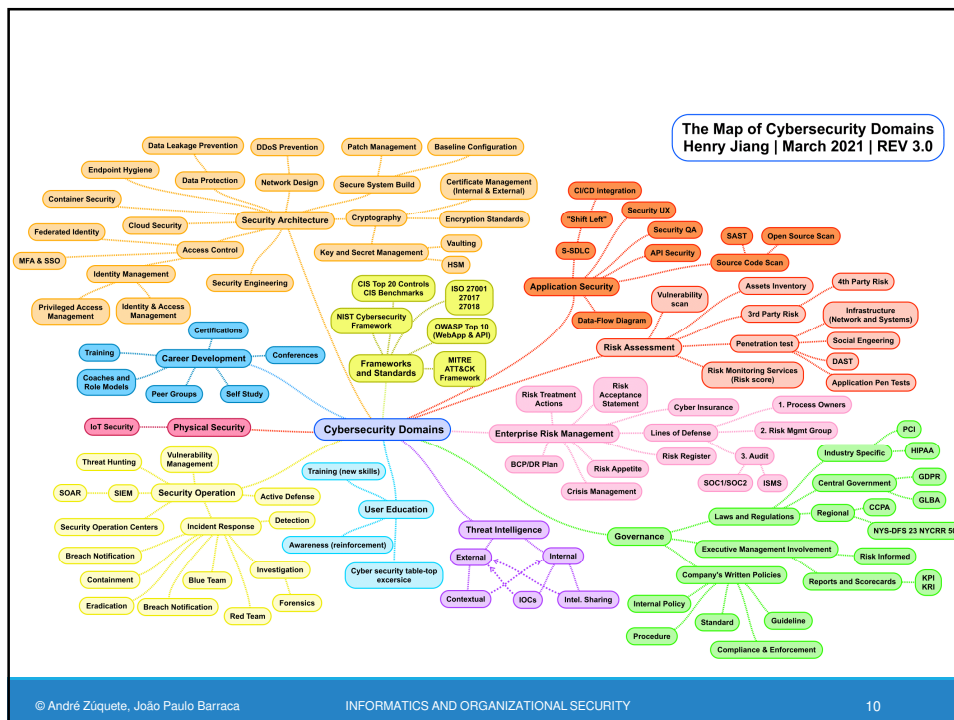 The Map of Cybersecurity Domains
Henry Jiang | March 2021 | REV 3.0
Data Leakage Prevention
DDoS Prevention
Patch Management
Baseline Configuration
Endpoint Hygiene
Data Protection
Network Design
Secure System Build
Certificate Management
(Internal & External)
Container Security
Cloud Security
Security Architecture
Cryptography
Encryption Standards
Federated Identity
Access Control
Key and Secret Management
Vaulting
HSM
MFA & SSO
Identity Management
Security Engineering
Privileged Access
Management
Identity & Access
Management
CI/CD integration
"Shift Left"
S-SDLC
Security UX
Security QA
API Security
SAST
Open Source Scan
Source Code Scan
Application Security
Data-Flow Diagram
CIS Top 20 Controls
CIS Benchmarks
ISO 27001
27017
27018
NIST Cybersecurity
Framework
OWASP Top 10
(WebApp & API)
Frameworks
and Standards
MITRE
ATT&CK
Framework
Vulnerability
scan
Assets Inventory
4th Party Risk
3rd Party Risk
Infrastructure
(Network and Systems)
Risk Assessment
Penetration test
Social Engeering
DAST
Risk Monitoring Services
(Risk score)
Application Pen Tests
Certifications
Training
Career Development
Conferences
Coaches and
Role Models
Peer Groups
Self Study
IoT Security
Physical Security
Cybersecurity Domains
Risk Treatment
Actions
Risk
Acceptance
Statement
Cyber Insurance
1. Process Owners
Enterprise Risk Management
Lines of Defense
2. Risk Mgmt Group
BCP/DR Plan
Risk Appetite
Risk Register
3. Audit
Crisis Management
SOC1/SOC2
ISMS
PCI
Industry Specific
HIPAA
Central Government
GDPR
GLBA
CCPA
Laws and Regulations
Regional
NYS-DFS 23 NYCRR
Governance
Executive Management Involvement
Risk Informed
Company's Written Policies
Reports and Scorecards
KPI
KRI
Internal Policy
Procedure
Standard
Guideline
Compliance & Enforcement
Threat Hunting
Vulnerability
Management
SOAR
SIEM
Security Operation
Active Defense
Security Operation Centers
Incident Response
Detection
Breach Notification
Investigation
Containment
Blue Team
Eradication
Breach Notification
Red Team
Forensics
Training (new skills)
User Education
Awareness (reinforcement)
Cyber security table-top
excersice
Threat Intelligence
External
Internal
Contextual
IOCs
Intel. Sharing
© André Zúquete, João Paulo Barraca
INFORMATICS AND ORGANIZATIONAL SECURITY
10